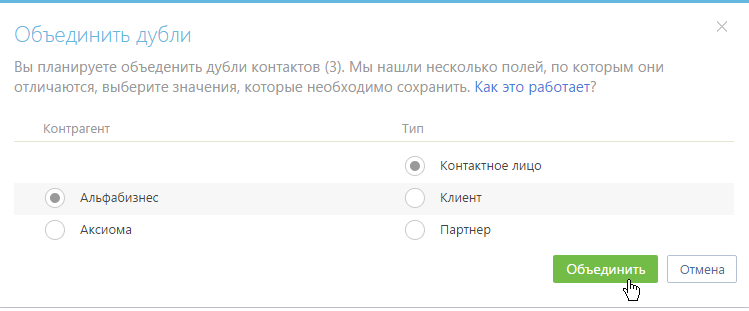 Объединить дубли
Вы планируете объеденить дубли контактов (3). Мы нашли несколько полей, по которым они
отличаются, выберите значения, которые необходимо сохранить. Как это работает?
Контрагент Тип
Контактное лицо
Альфабизнес Клиент
Аксиома Партнер
Объединить Отмена